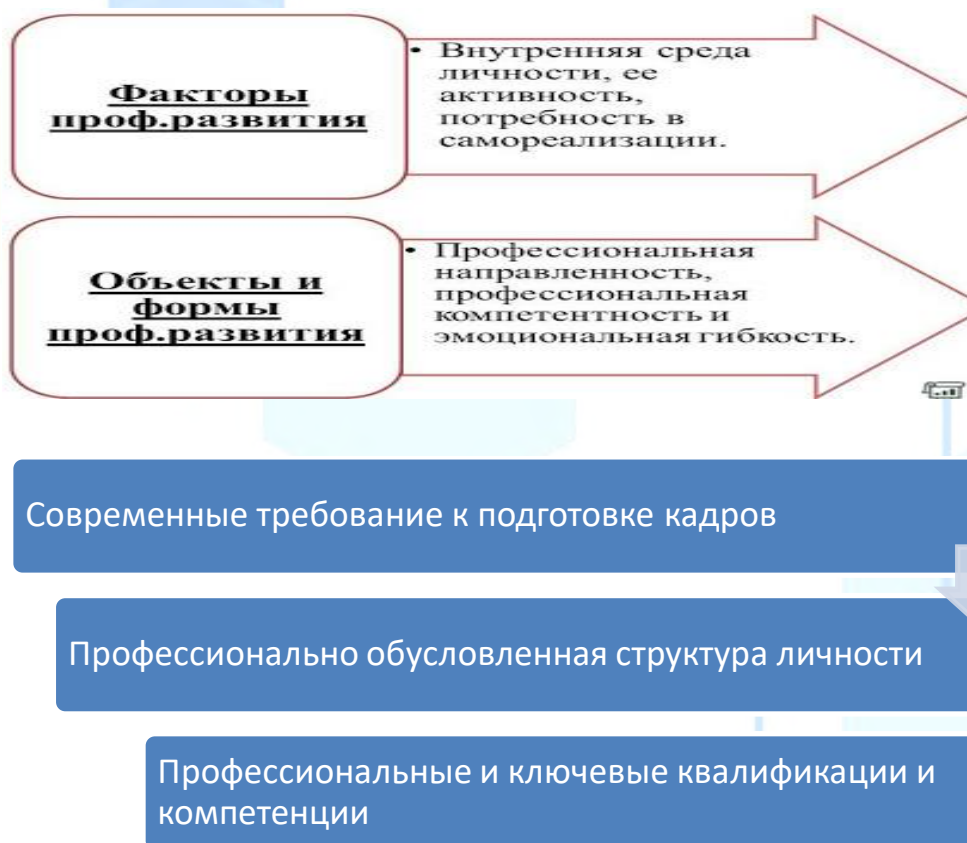 Факторы
проф.развития
• Внутренняя среда
личности, ее
активность,
потребность в
самореализации.
Объекты и
формы
проф.развития
• Профессиональная
направленность,
профессиональная
компетентность и
эмоциональная гибкость.
Современные требование к подготовке кадров
Профессионально обусловленная структура личности
Профессиональные и ключевые квалификации и
компетенции